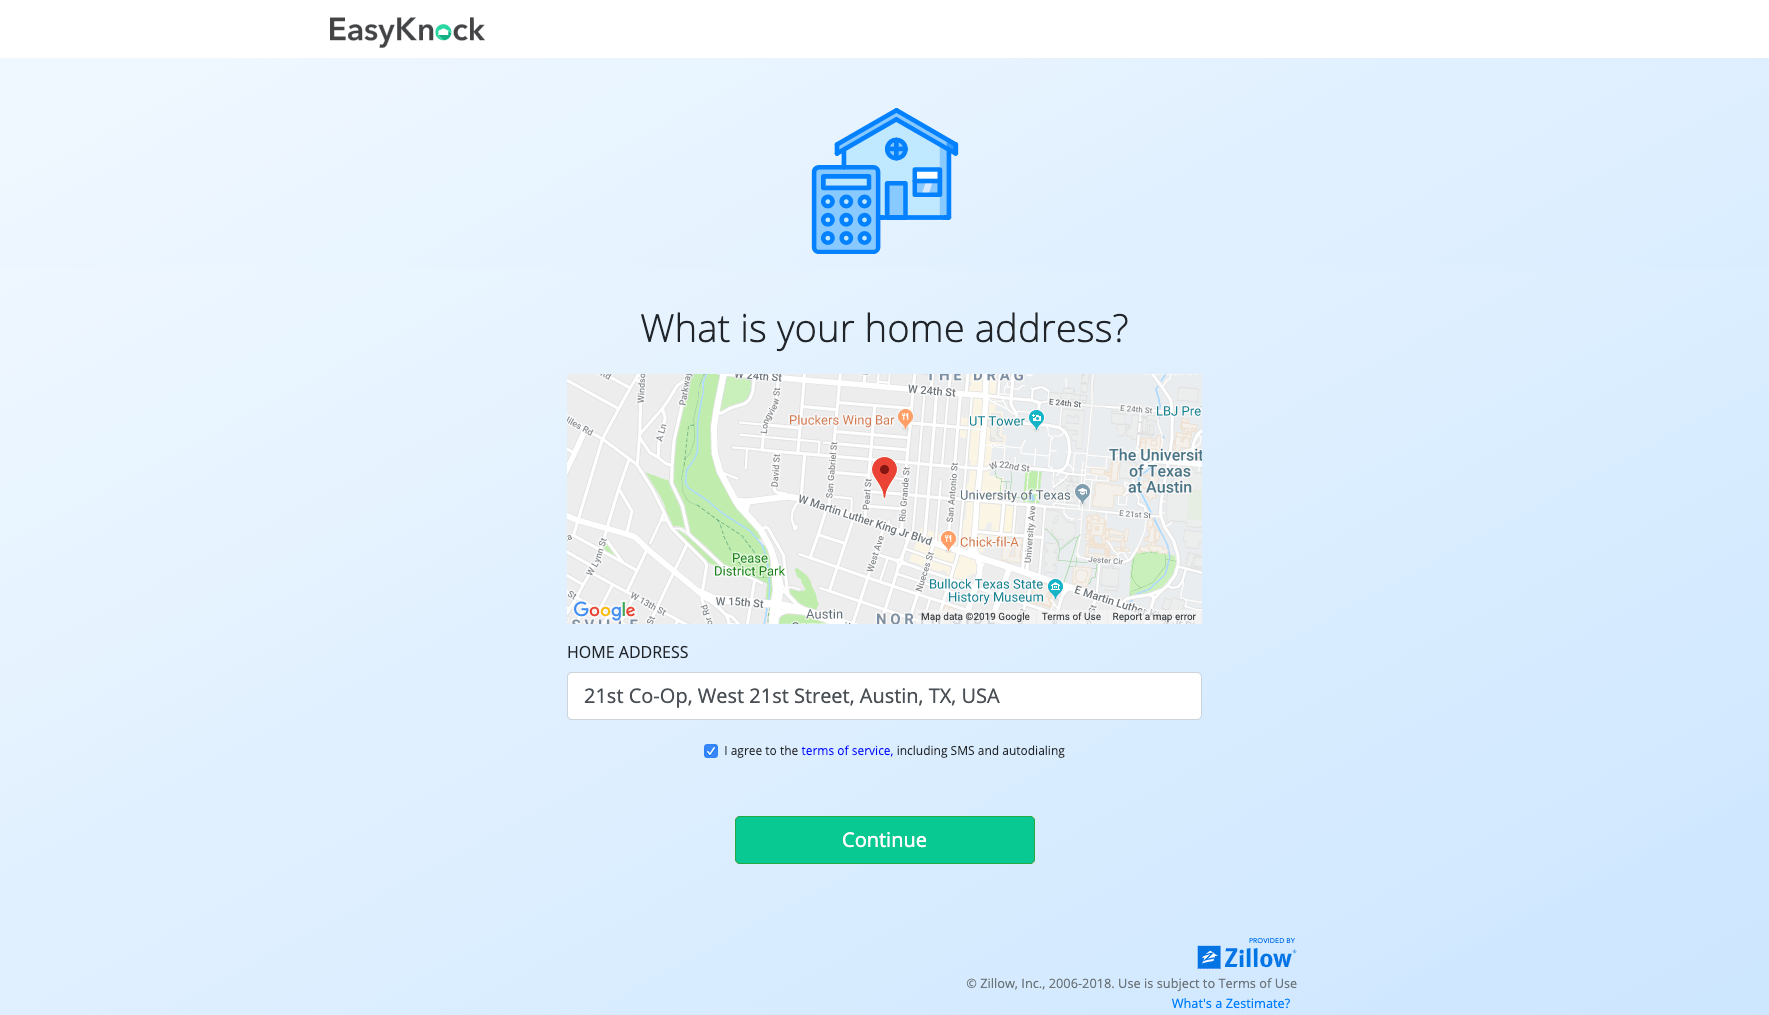 EasyKnock
What is your home address?
THE DRAG
W 24th St
W 24th St
E 24th St
E 24th St
LBJ Pre
Windsor
Parkway
Longview St
Pluckers Wing Bar
UT Tower
iles Rd
A Ln
The Universit
of Texas
at Austin
David St
San Gabriel St
Pearl St
Rio Grande St
San Antonio St
W 22nd St
University of Texas
W Martin Luther King Jr Blvd
E 21st St
University Ave
Chick-fil-A
West Ave
Nueces St
Jester Cir
W Lynn St
Pease
District Park
Bullock Texas State
History Museum
E Martin Luther
W 13th St
W 15th St
Austin
NOR
Google
Map data ©2019 Google
Terms of Use
Report a map error
HOME ADDRESS
21st Co-Op, West 21st Street, Austin, TX, USA
I agree to the terms of service, including SMS and autodialing
Continue
PROVIDED BY
Zillow
© Zillow, Inc., 2006-2018. Use is subject to Terms of Use
What's a Zestimate?